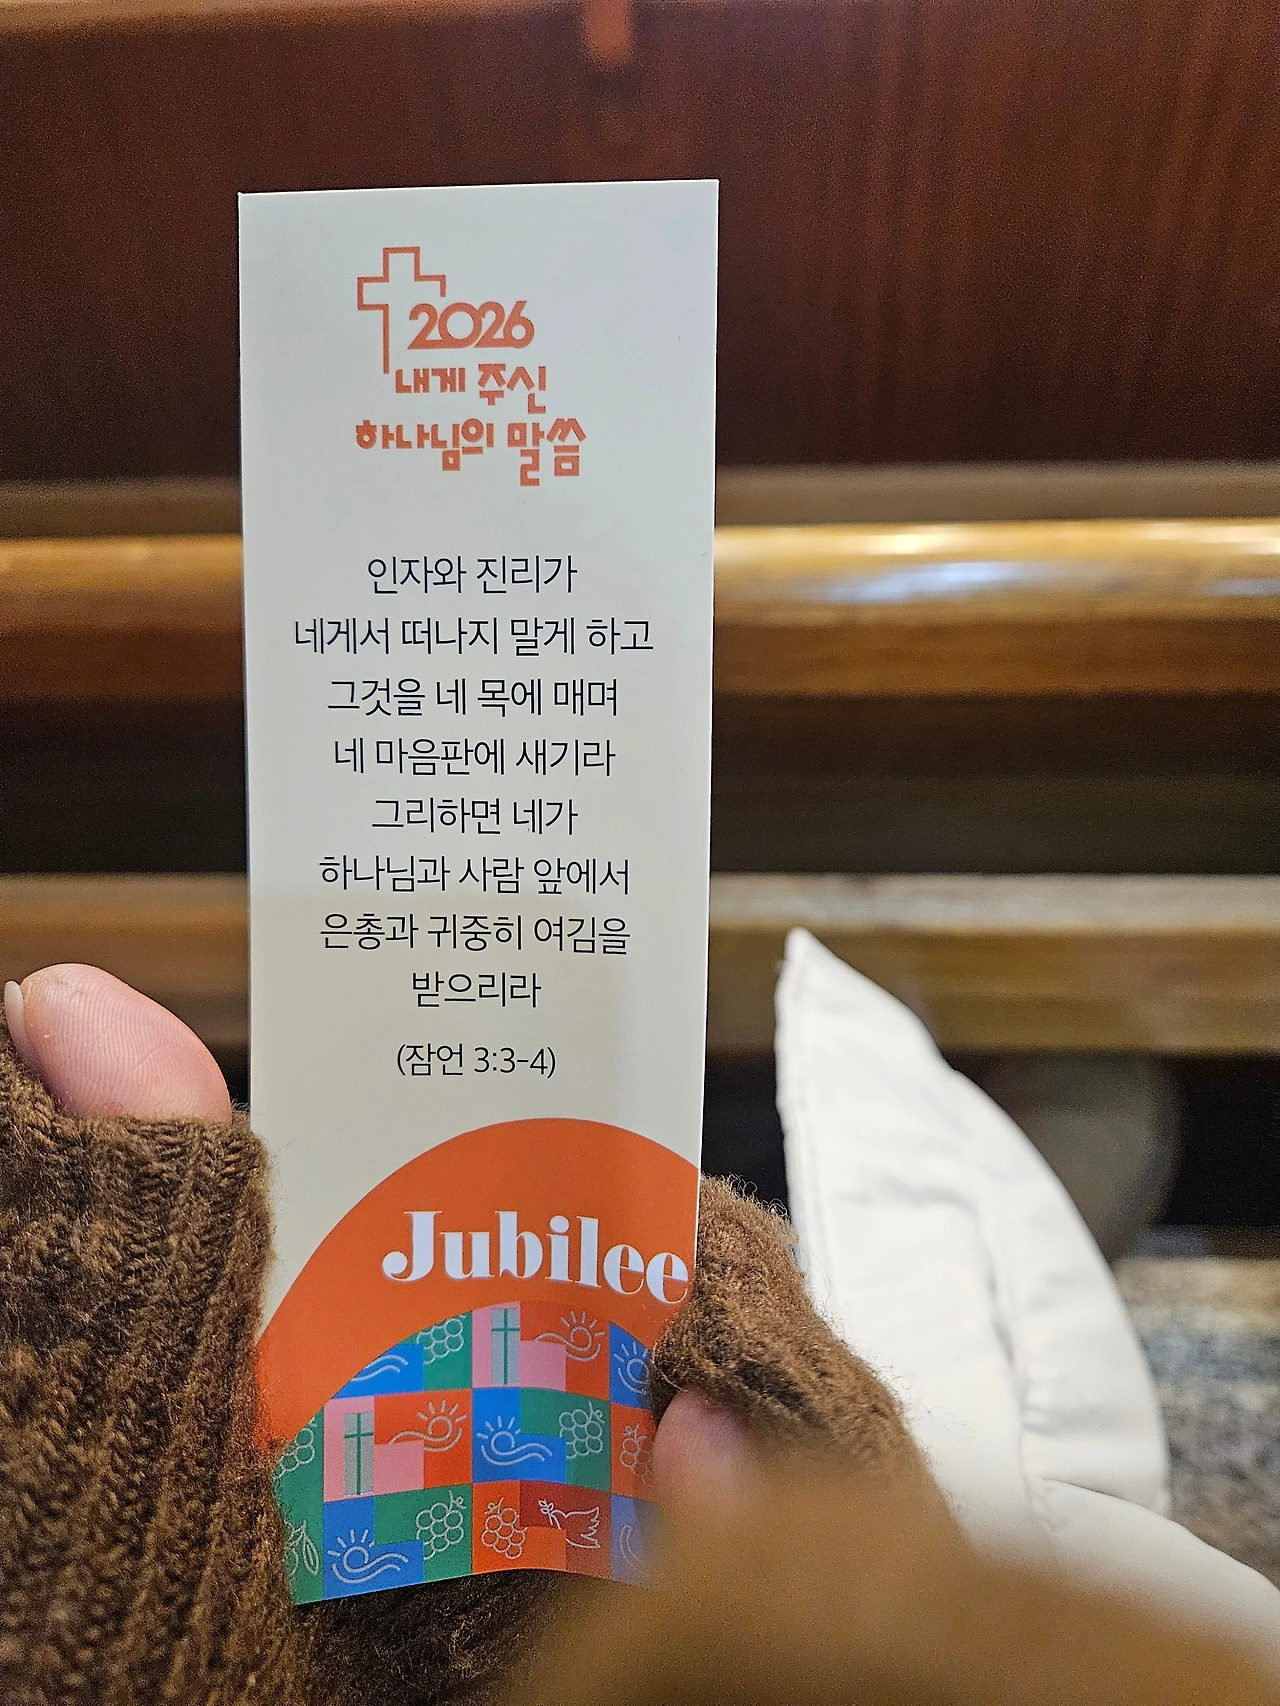 2026
내게 주신
하나님의 말씀
인자와 진리가
네게서 떠나지 말게 하고
그것을 네 목에 매며
네 마음판에 새기라
그리하면 네가
하나님과 사람 앞에서
은총과 귀중히 여김을
받으리라
(잠언 3:3-4)
Jubilee